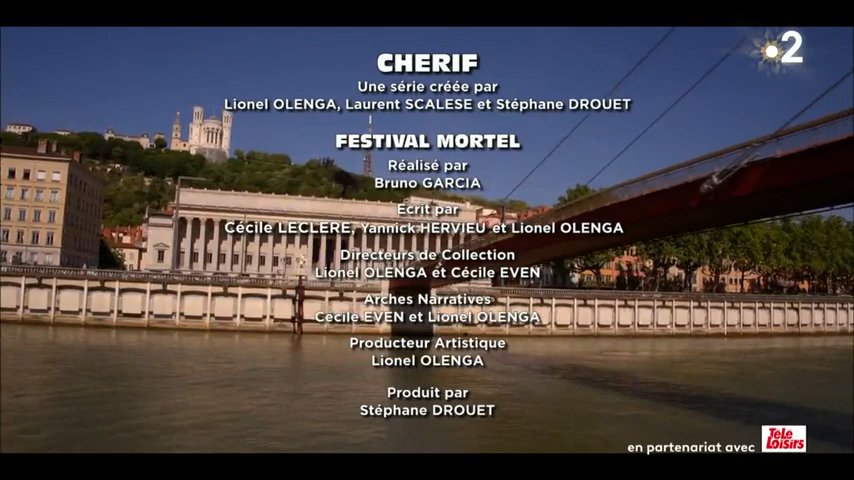 2
CHERIF
Une série créée par
Lionel OLENGA, Laurent SCALESE et Stéphane DROUET
FESTIVAL MORTEL
Réalisé par
Bruno GARCIA
Ecrit par
Cécile LECLERE, Yannick HERVIEU et Lionel OLENGA
Directeurs de Collection
Lionel OLENGA et Cécile EVEN
Arches Narratives
Cécile EVEN et Lionel OLENGA
Producteur Artistique
Lionel OLENGA
Produit par
Stéphane DROUET
en partenariat avec
TéLé
Loisirs